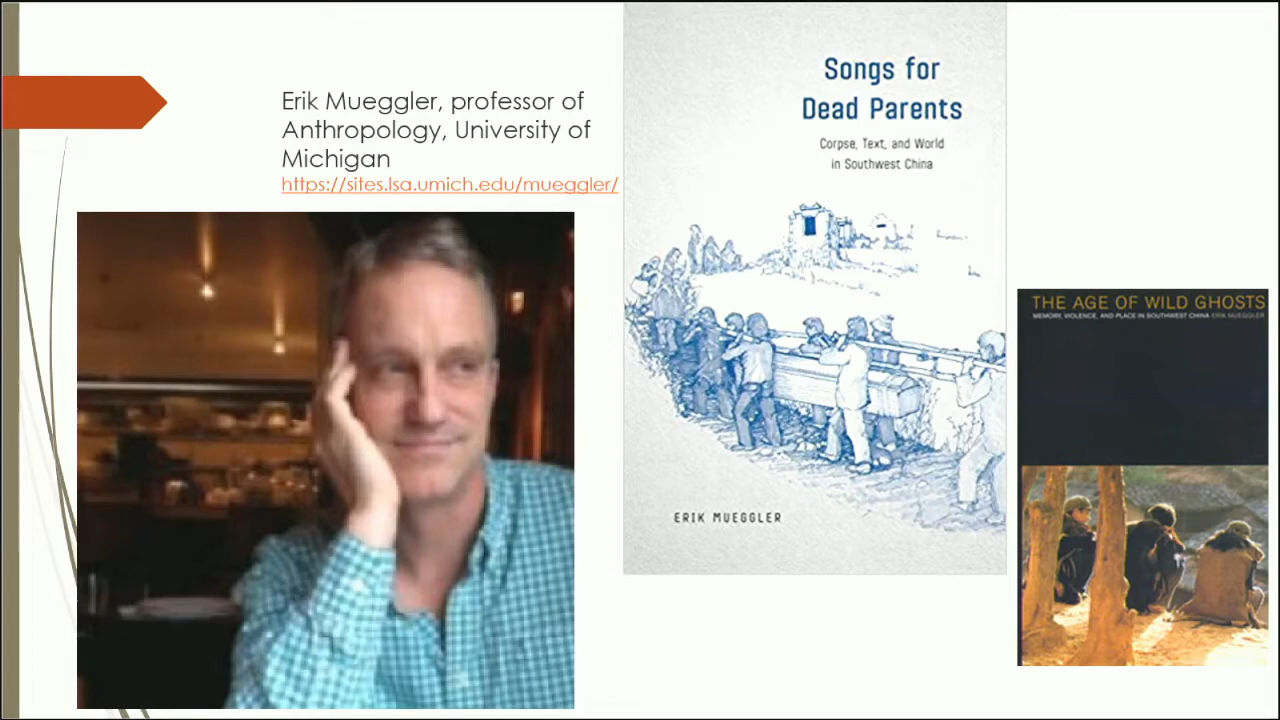 Erik Mueggler, professor of
Anthropology, University of
Michigan
https://sites.lsa.umich.edu/mueggler/
Songs for
Dead Parents
Corpse, Text, and World
in Southwest China
ERIK MUEGGLER
THE AGE OF WILD GHOSTS
MEMORY, VIOLENCE, AND PLACE IN SOUTHWEST CHINA ERIK MUEGGLER